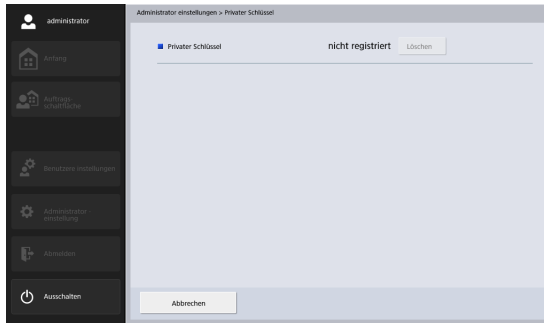 administrator
Anfang
Auftrags-
schaltfläche
Benutzere instellungen
Administrator -
einstellung
Abmelden
Ausschalten
Administrator einstellungen > Privater Schlüssel
Privater Schlüssel nicht registriert Löschen
Abbrechen